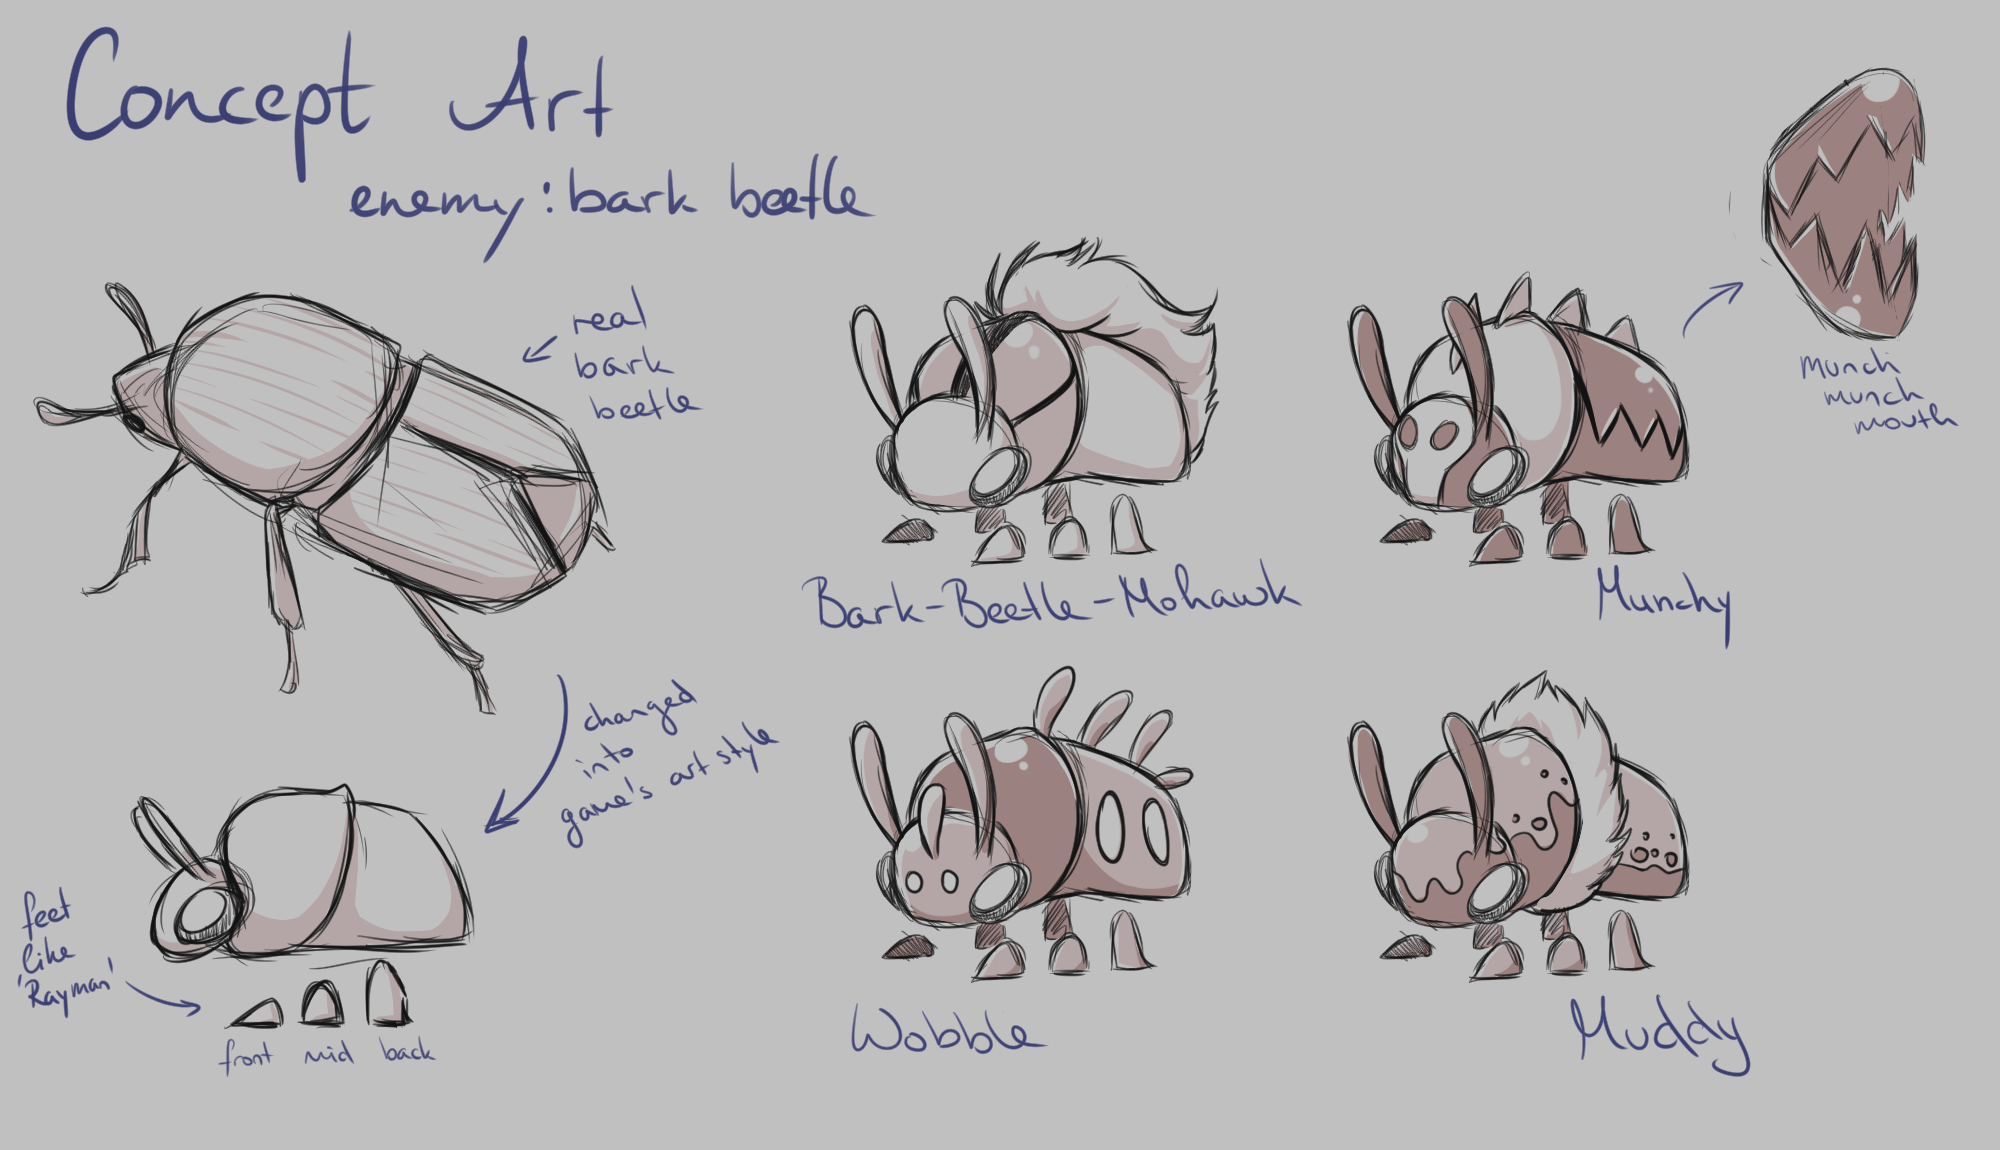 Concept Art
enemy: bark beetle
real
bark
beetle
munch
munch
mouth
Bark-Beetle-Mohawk
Munchy
changed
into
game's art style
feet
like
'Rayman'
front mid back
Wobble
Muddy